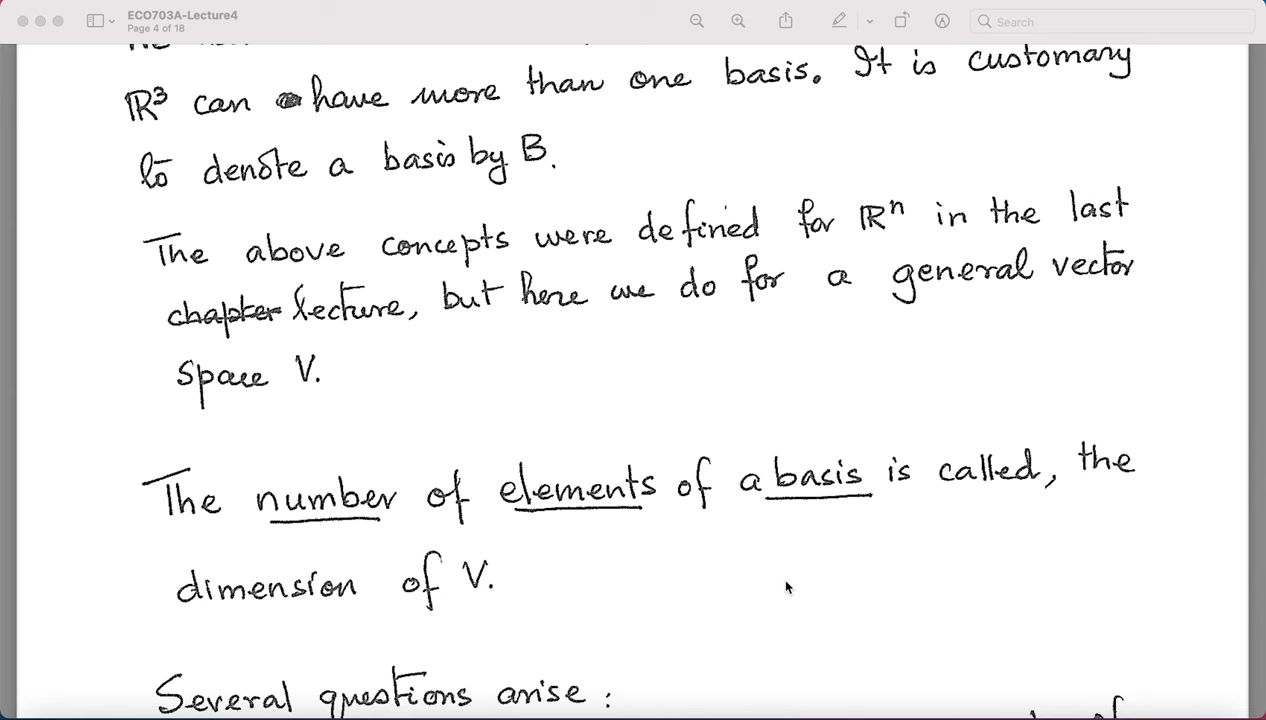 ECO703A-Lecture4
Page 4 of 18
Search
ℝ³ can have more than one basis. It is customary
to denote a basis by B.
The above concepts were defined for ℝⁿ in the last
chapter lecture, but here we do for a general vector
space V.
The number of elements of a basis is called, the
dimension of V.
Several questions arise :
of